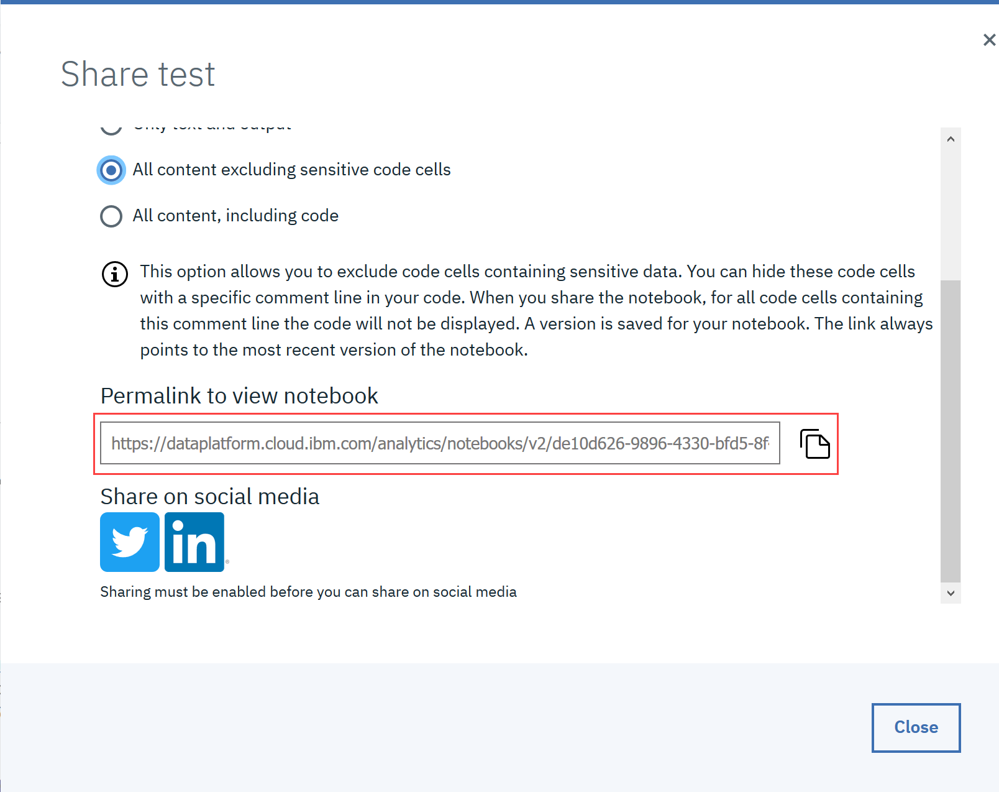 Share test
Only text and output
All content excluding sensitive code cells
All content, including code
This option allows you to exclude code cells containing sensitive data. You can hide these code cells
with a specific comment line in your code. When you share the notebook, for all code cells containing
this comment line the code will not be displayed. A version is saved for your notebook. The link always
points to the most recent version of the notebook.
Permalink to view notebook
https://dataplatform.cloud.ibm.com/analytics/notebooks/v2/de10d626-9896-4330-bfd5-8f
Share on social media
in
Sharing must be enabled before you can share on social media
Close